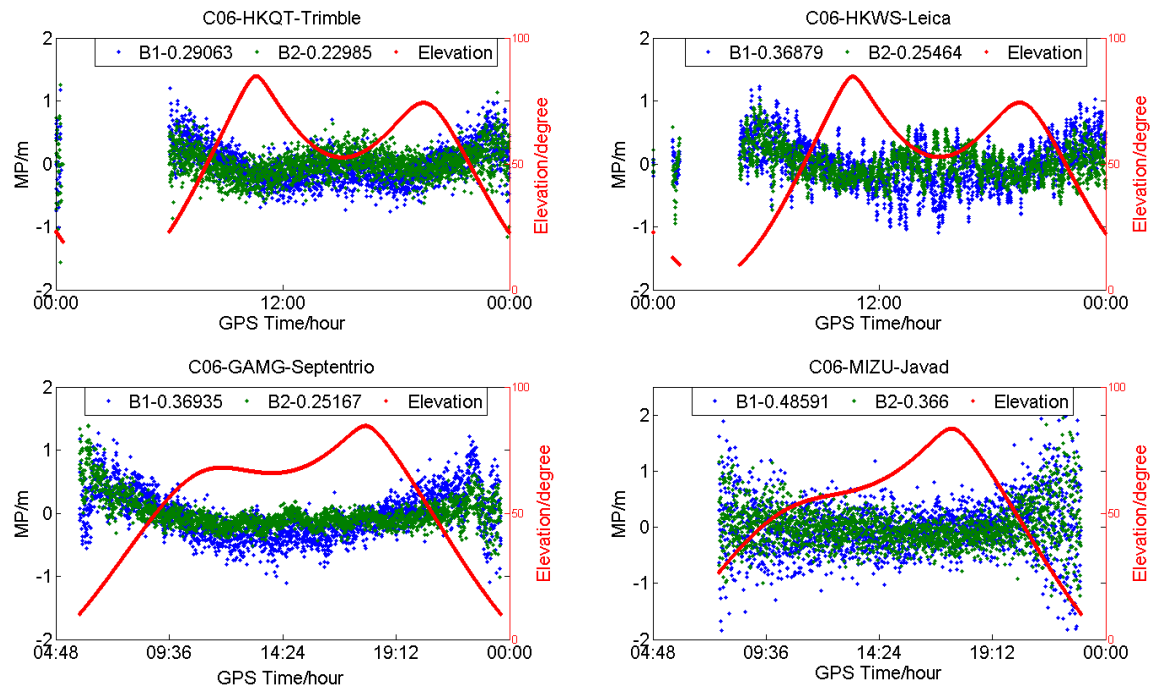 C06-HKQT-Trimble
B1-0.29063 B2-0.22985 Elevation
2
1
0
-1
-2
MP/m
100
50
0
Elevation/degree
00:00 12:00 00:00
GPS Time/hour
C06-HKWS-Leica
B1-0.36879 B2-0.25464 Elevation
2
1
0
-1
-2
MP/m
100
50
0
Elevation/degree
00:00 12:00 00:00
GPS Time/hour
C06-GAMG-Septentrio
B1-0.36935 B2-0.25167 Elevation
2
1
0
-1
-2
MP/m
100
50
0
Elevation/degree
04:48 09:36 14:24 19:12 00:00
GPS Time/hour
C06-MIZU-Javad
B1-0.48591 B2-0.366 Elevation
2
1
0
-1
-2
MP/m
100
50
0
Elevation/degree
04:48 09:36 14:24 19:12 00:00
GPS Time/hour